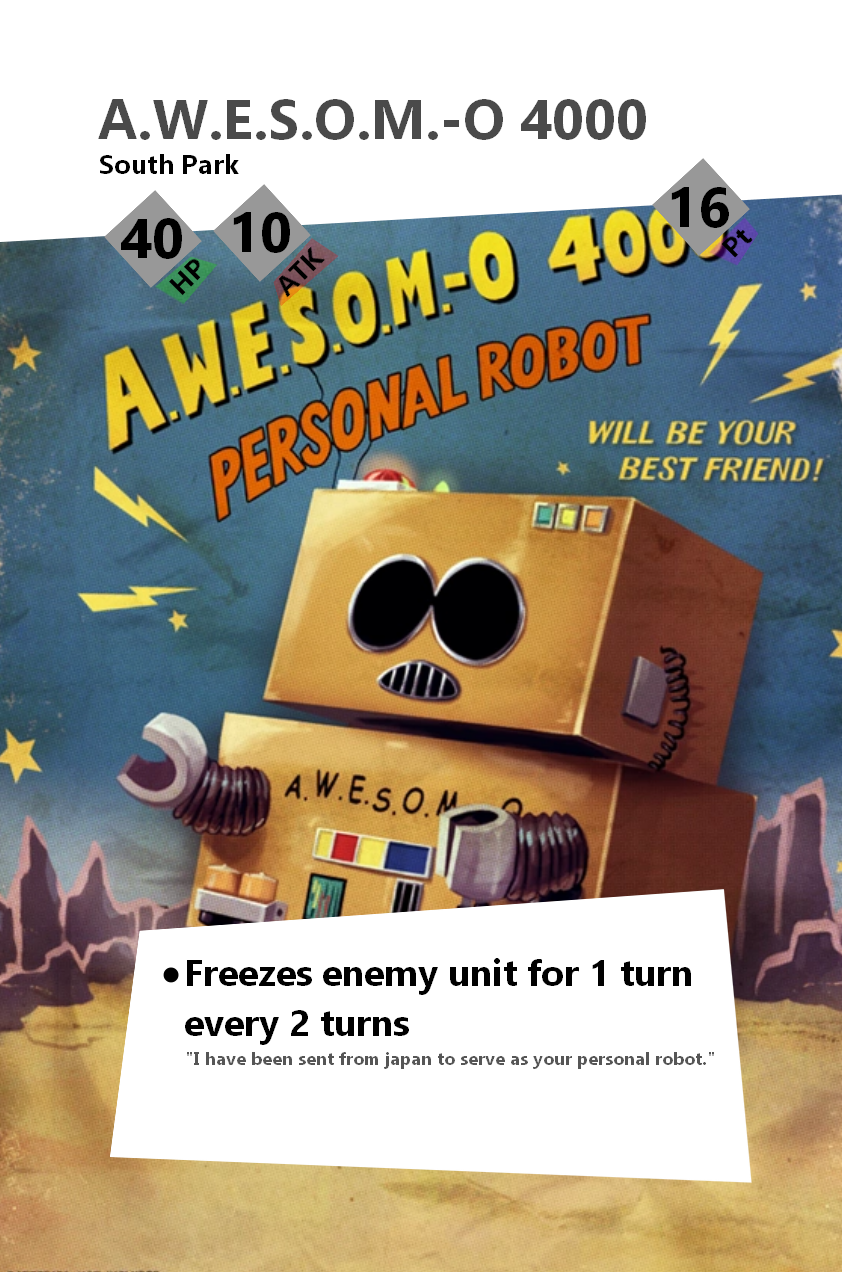 A.W.E.S.O.M.-O 4000
South Park
40
HP
10
ATK
16
Pt
A.W.E.S.O.M.-O 400
PERSONAL ROBOT
WILL BE YOUR
BEST FRIEND!
A.W.E.S.O.M O
•Freezes enemy unit for 1 turn
every 2 turns
"I have been sent from japan to serve as your personal robot."